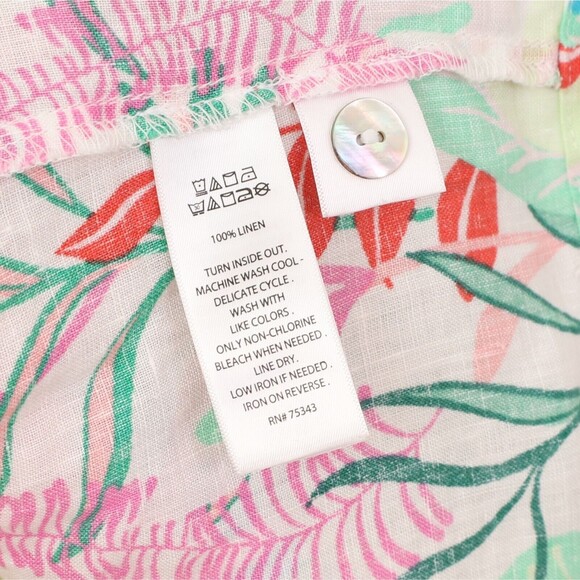 100% LINEN
TURN INSIDE OUT.
MACHINE WASH COOL -
DELICATE CYCLE .
WASH WITH
LIKE COLORS .
ONLY NON-CHLORINE
BLEACH WHEN NEEDED .
LINE DRY.
LOW IRON IF NEEDED .
IRON ON REVERSE .
RN# 75343